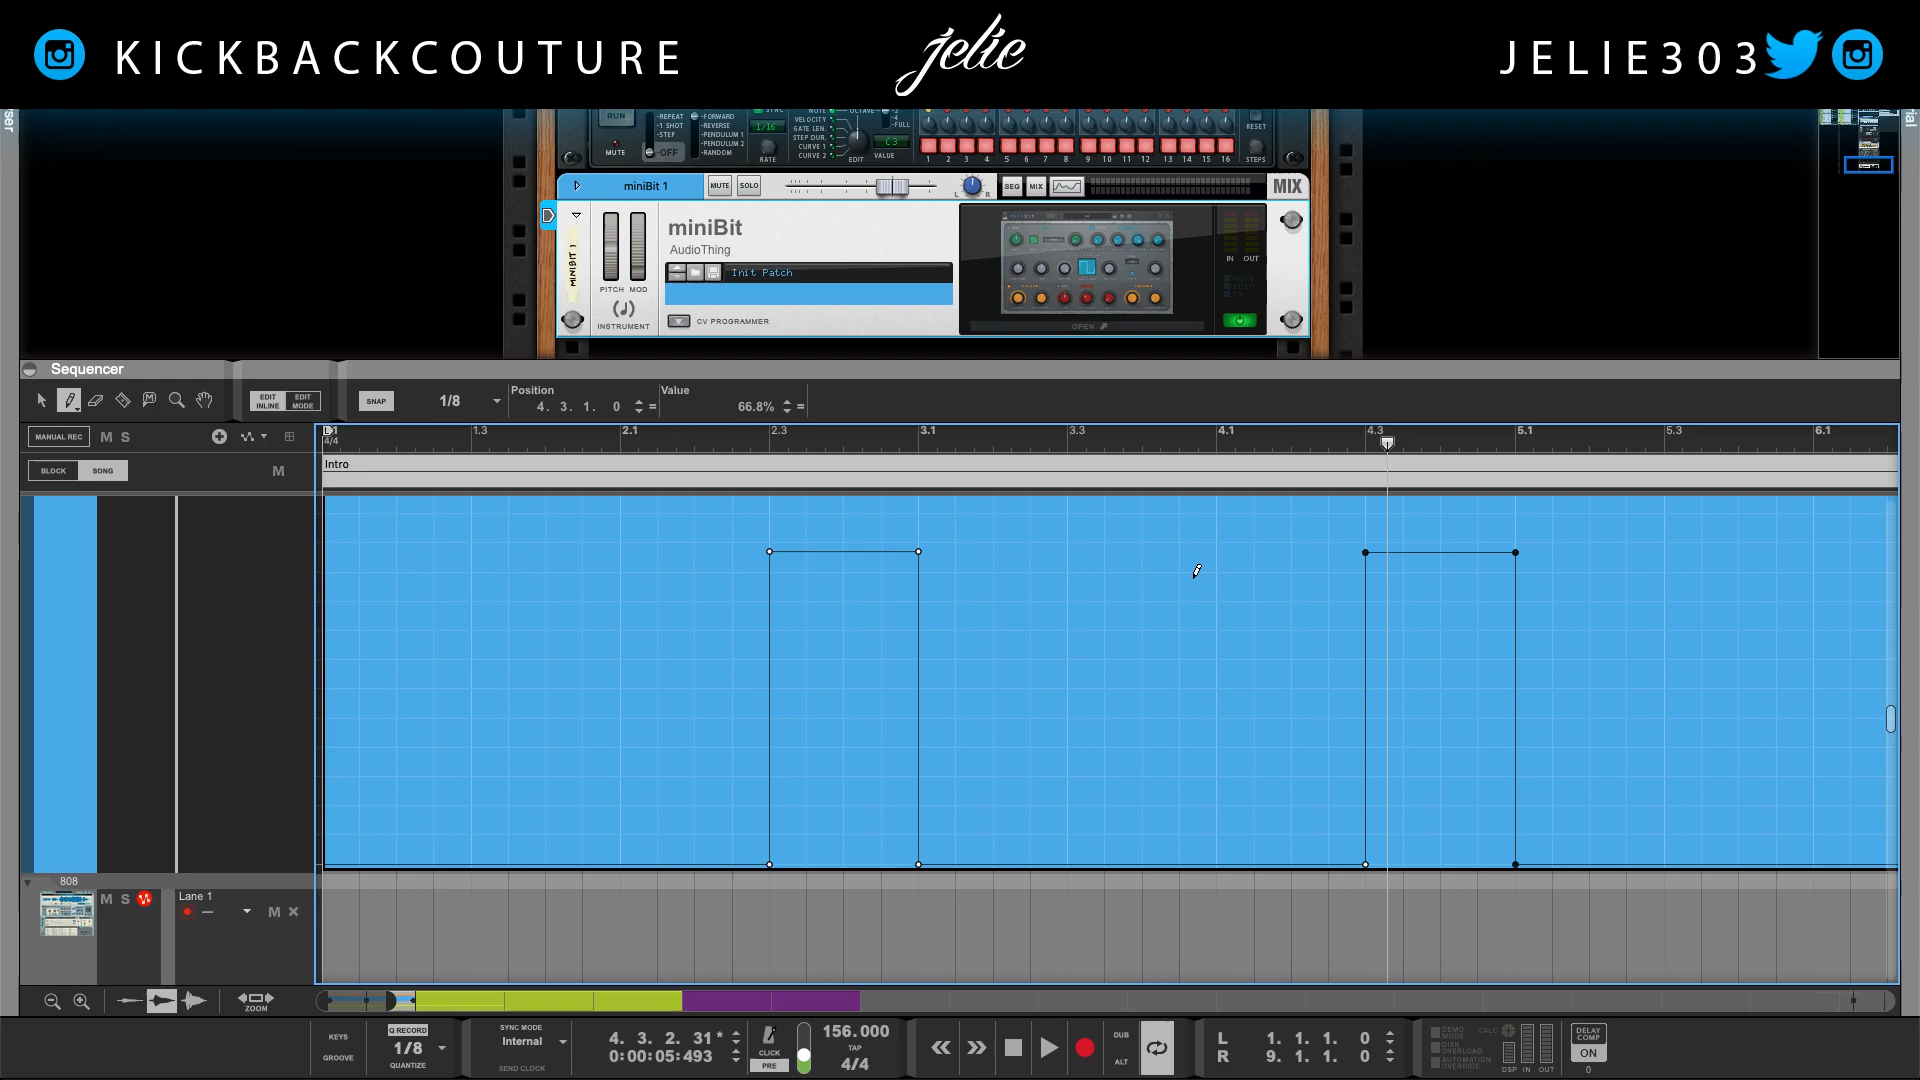 KICKBACKCOUTURE
jelie
JELIE303
RUN
MUTE
-REPEAT
-1 SHOT
-STEP
-OFF
-FORWARD
-REVERSE
-PENDULUM 1
-PENDULUM 2
-RANDOM
SYNC
1/16
RATE
NOTE
VELOCITY
GATE LEN.
STEP DUR.
CURVE 1
CURVE 2
OCTAVE
EDIT
-2
-4
-FULL
C3
VALUE
1 2 3 4 5 6 7 8 9 10 11 12 13 14 15 16
RESET
STEPS
miniBit 1
MUTE
SOLO
L R
SEQ
MIX
MIX
MINIBIT 1
PITCH MOD
INSTRUMENT
miniBit
AudioThing
Init Patch
CV PROGRAMMER
OPEN
IN OUT
NOTE
AUTO
CV
Sequencer
EDIT INLINE
EDIT MODE
SNAP
1/8
Position
4. 3. 1. 0
=
Value
66.8%
=
MANUAL REC
M S
BLOCK
SONG
M
L
4/4
1.3
2.1
2.3
3.1
3.3
4.1
4.3
5.1
5.3
6.1
Intro
808
M S
Lane 1
M
ZOOM
KEYS
GROOVE
Q RECORD
1/8
QUANTIZE
SYNC MODE
Internal
SEND CLOCK
4. 3. 2. 31*
0:00:05:493
CLICK
PRE
156.000
TAP
4/4
DUB
ALT
L 1. 1. 1. 0
R 9. 1. 1. 0
DEMO MODE
DISK OVERLOAD
AUTOMATION OVERRIDE
CALC
DSP IN OUT
DELAY COMP
ON
0